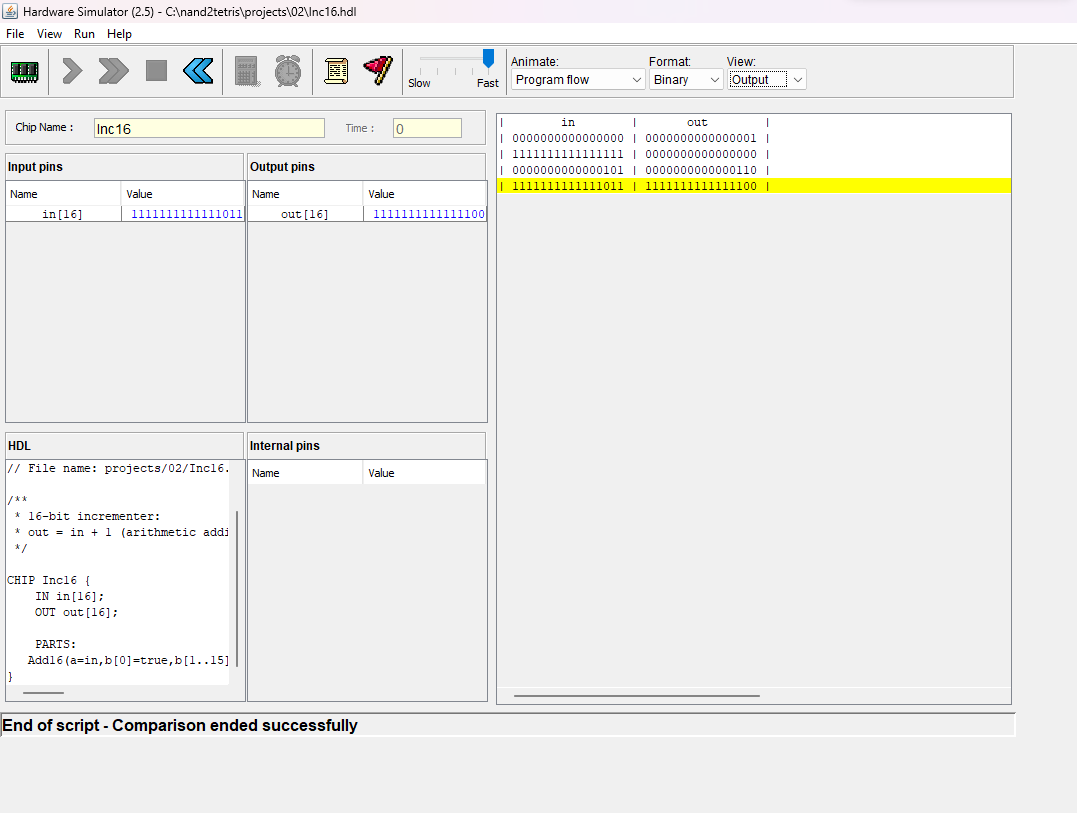 Hardware Simulator (2.5) - C:\nand2tetris\projects\02\Inc16.hdl
File View Run Help
Slow Fast
Animate: Format: View:
Program flow Binary Output
Chip Name : Inc16 Time : 0
Input pins
Name Value
in[16] 1111111111111011
Output pins
Name Value
out[16] 1111111111111100
HDL
// File name: projects/02/Inc16.
/**
* 16-bit incrementer:
* out = in + 1 (arithmetic addi
*/
CHIP Inc16 {
IN in[16];
OUT out[16];
PARTS:
Add16(a=in,b[0]=true,b[1..15]
}
Internal pins
Name Value
| in | out |
| 0000000000000000 | 0000000000000001 |
| 1111111111111111 | 0000000000000000 |
| 0000000000000101 | 0000000000000110 |
| 1111111111111011 | 1111111111111100 |
End of script - Comparison ended successfully